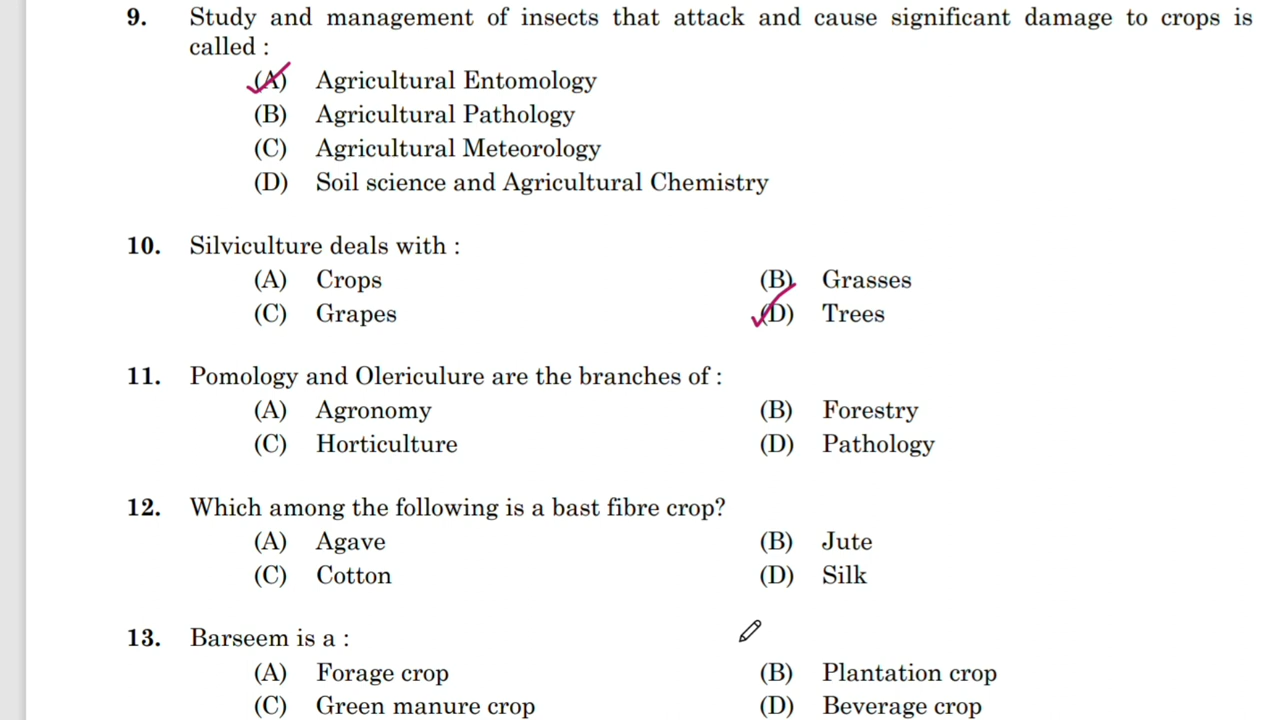 9. Study and management of insects that attack and cause significant damage to crops is
called :
(A) Agricultural Entomology
(B) Agricultural Pathology
(C) Agricultural Meteorology
(D) Soil science and Agricultural Chemistry
10. Silviculture deals with :
(A) Crops (B) Grasses
(C) Grapes (D) Trees
11. Pomology and Olericulure are the branches of :
(A) Agronomy (B) Forestry
(C) Horticulture (D) Pathology
12. Which among the following is a bast fibre crop?
(A) Agave (B) Jute
(C) Cotton (D) Silk
13. Barseem is a :
(A) Forage crop (B) Plantation crop
(C) Green manure crop (D) Beverage crop